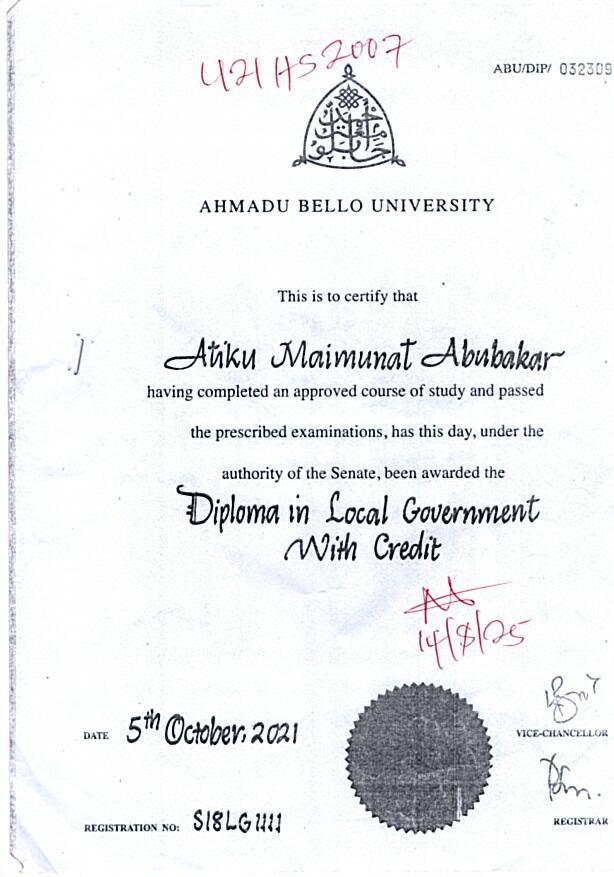 U21HS2007
ABU/DIP/ 032309
AHMADU BELLO UNIVERSITY
This is to certify that
Atiku Maimunat Abubakar
having completed an approved course of study and passed
the prescribed examinations, has this day, under the
authority of the Senate, been awarded the
Diploma in Local Government
With Credit
14/8/25
DATE 5th October, 2021
VICE-CHANCELLOR
REGISTRATION NO: S18LG1111
REGISTRAR